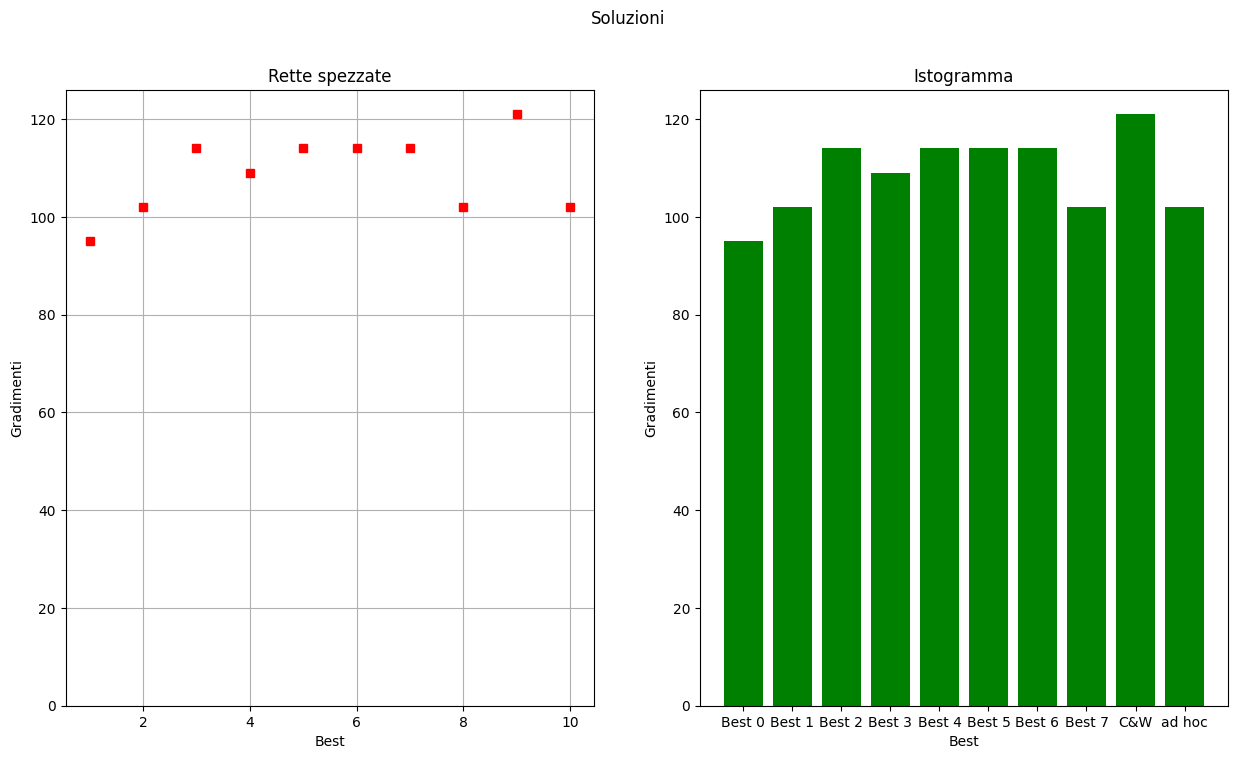 Soluzioni
Rette spezzate
Gradimenti
120
100
80
60
40
20
0
2 4 6 8 10
Best
Istogramma
Gradimenti
120
100
80
60
40
20
0
Best 0 Best 1 Best 2 Best 3 Best 4 Best 5 Best 6 Best 7 C&W ad hoc
Best